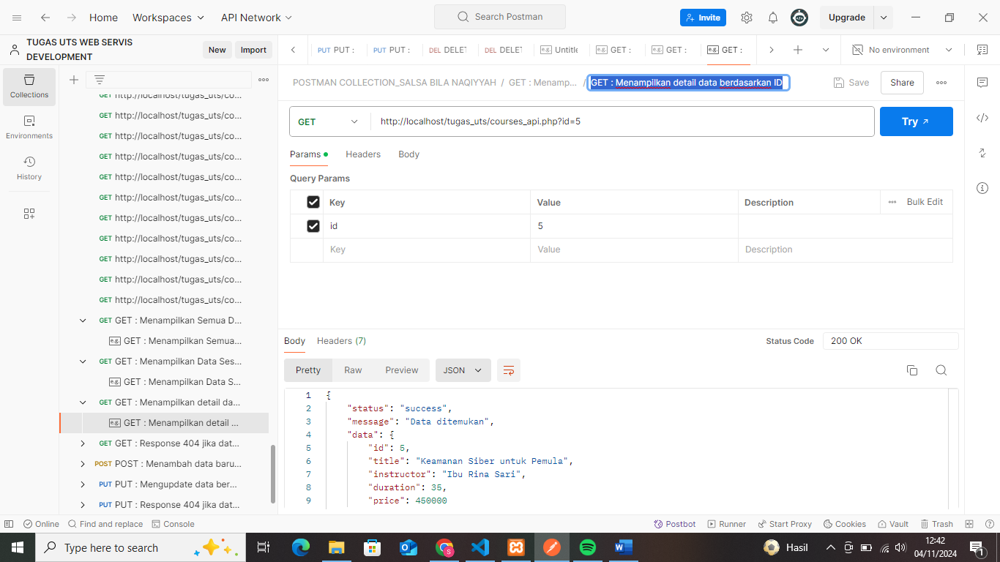 Home
Workspaces
API Network
Search Postman
Invite
Upgrade
TUGAS UTS WEB SERVIS
DEVELOPMENT
New
Import
PUT PUT :
PUT PUT :
DEL DELET
DEL DELET
e.g. Untitle
e.g. GET :
e.g. GET :
e.g. GET :
No environment
Collections
Environments
History
GET http://localhost/tugas_uts/co...
GET http://localhost/tugas_uts/co...
GET http://localhost/tugas_uts/co...
GET http://localhost/tugas_uts/co...
GET http://localhost/tugas_uts/co...
GET http://localhost/tugas_uts/co...
GET http://localhost/tugas_uts/co...
GET http://localhost/tugas_uts/co...
GET http://localhost/tugas_uts/co...
GET http://localhost/tugas_uts/co...
GET http://localhost/tugas_uts/co...
GET GET : Menampilkan Semua D...
e.g. GET : Menampilkan Semua...
GET GET : Menampilkan Data Ses...
e.g. GET : Menampilkan Data S...
GET GET : Menampilkan detail da...
e.g. GET : Menampilkan detail ...
GET GET : Response 404 jika dat...
POST POST : Menambah data baru...
PUT PUT : Mengupdate data ber...
PUT PUT : Response 404 jika dat...
POSTMAN COLLECTION_SALSA BILA NAQIYYAH / GET : Menamp... / GET : Menampilkan detail data berdasarkan ID
Save
Share
GET
http://localhost/tugas_uts/courses_api.php?id=5
Try
Params
Headers
Body
Query Params
Key Value Description Bulk Edit
id 5
Key Value Description
Body
Headers (7)
Status Code
200 OK
Pretty
Raw
Preview
JSON
1 {
2 "status": "success",
3 "message": "Data ditemukan",
4 "data": {
5 "id": 5,
6 "title": "Keamanan Siber untuk Pemula",
7 "instructor": "Ibu Rina Sari",
8 "duration": 35,
9 "price": 450000
Online
Find and replace
Console
Postbot
Runner
Start Proxy
Cookies
Vault
Trash
Type here to search
Hasil
12:42
04/11/2024
1